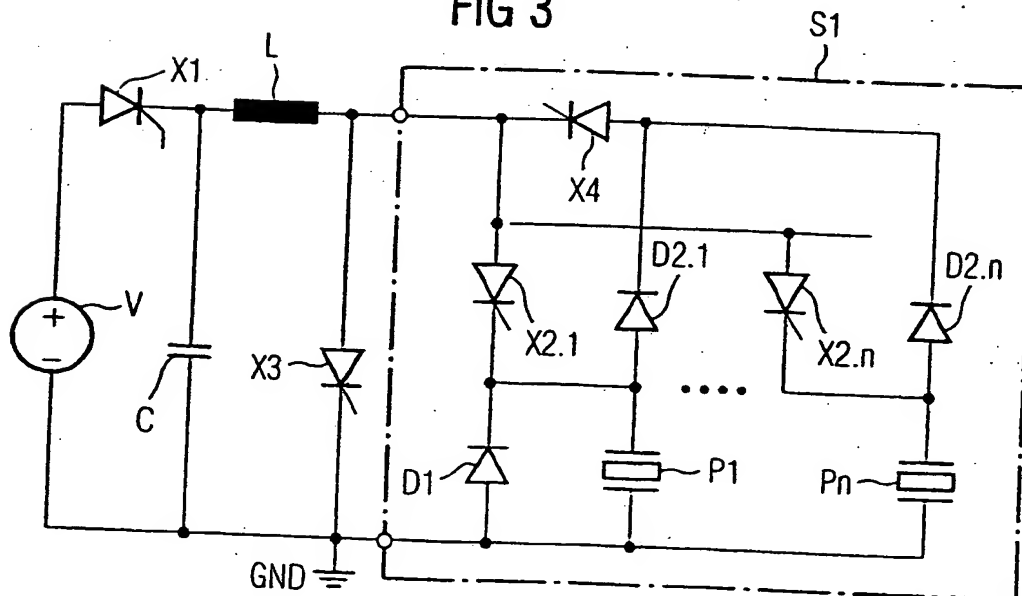 FIG 3
S1
X1
L
X4
D2.1
D2.n
+
V
−
X2.1
X2.n
X3
C
....
D1
P1
Pn
GND